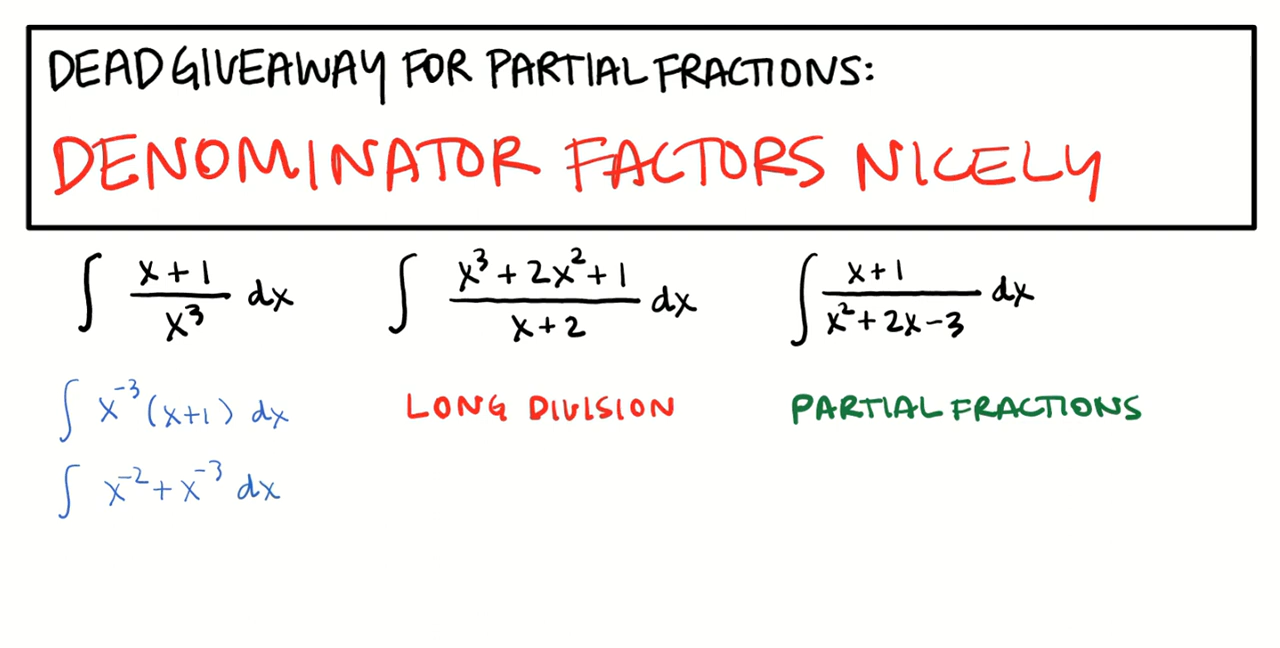 DEAD GIVEAWAY FOR PARTIAL FRACTIONS:
DENOMINATOR FACTORS NICELY
∫ (x+1)/(x³) dx    ∫ (x³+2x²+1)/(x+2) dx    ∫ (x+1)/(x²+2x-3) dx
∫ x⁻³(x+1) dx    LONG DIVISION    PARTIAL FRACTIONS
∫ x⁻²+x⁻³ dx